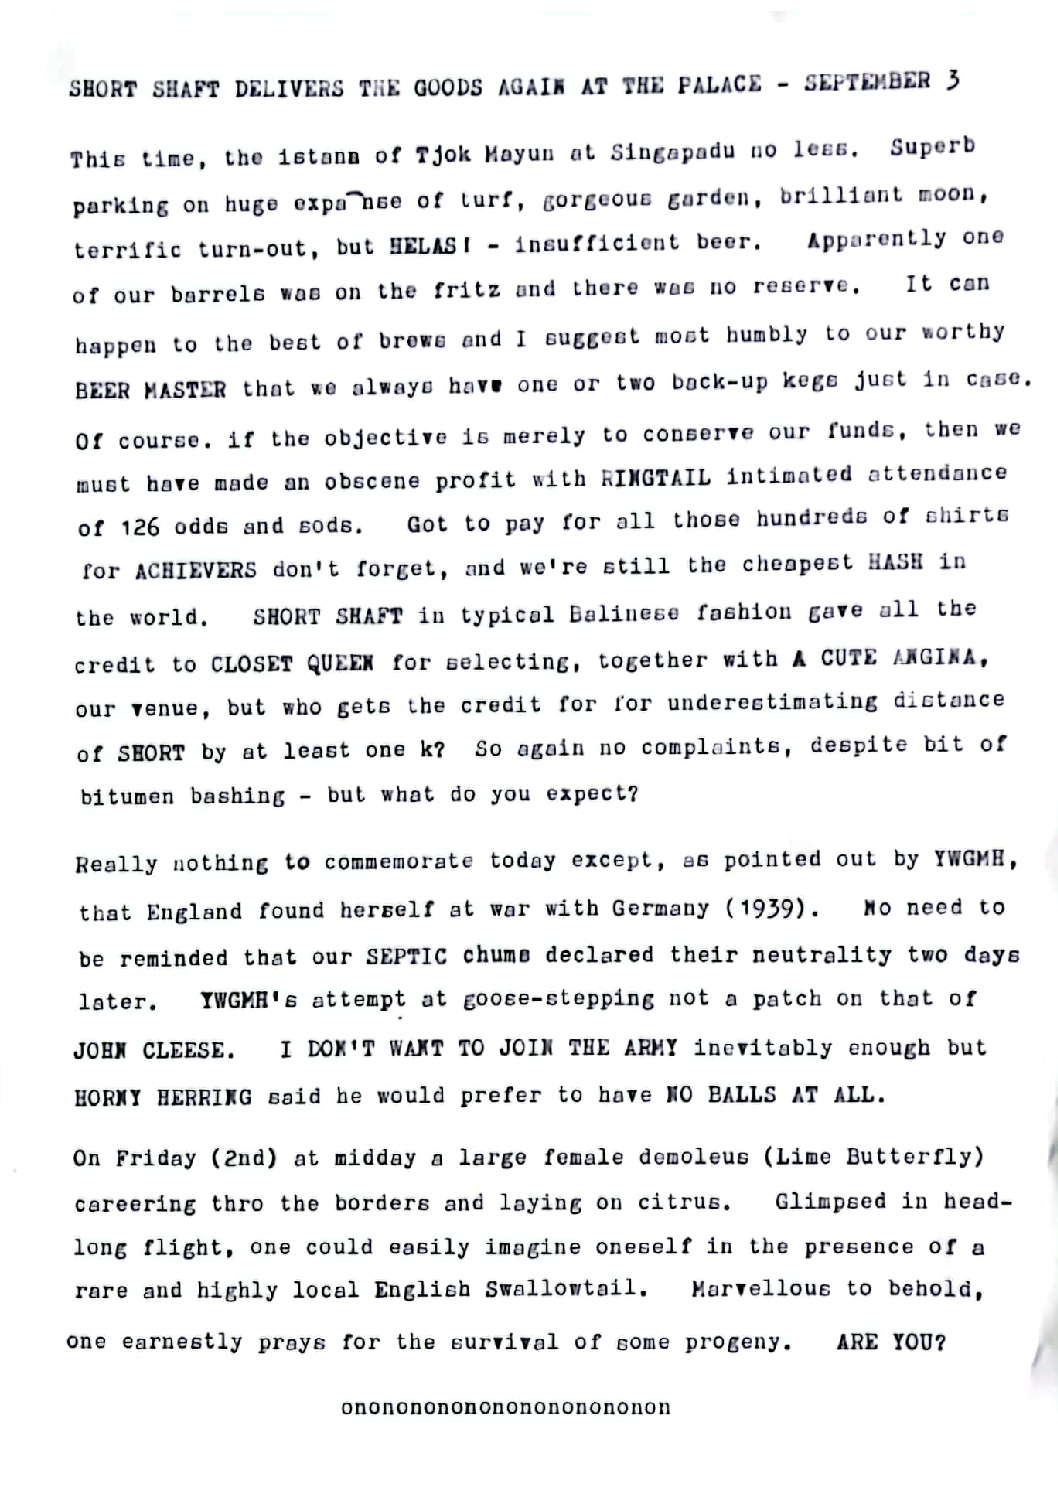 SHORT SHAFT DELIVERS THE GOODS AGAIN AT THE PALACE - SEPTEMBER 3
This time, the istana of Tjok Mayun at Singapadu no less. Superb
parking on huge expanse of turf, gorgeous garden, brilliant moon,
terrific turn-out, but HELAS! - insufficient beer. Apparently one
of our barrels was on the fritz and there was no reserve. It can
happen to the best of brews and I suggest most humbly to our worthy
BEER MASTER that we always have one or two back-up kegs just in case.
Of course. if the objective is merely to conserve our funds, then we
must have made an obscene profit with RINGTAIL intimated attendance
of 126 odds and sods. Got to pay for all those hundreds of shirts
for ACHIEVERS don't forget, and we're still the cheapest HASH in
the world. SHORT SHAFT in typical Balinese fashion gave all the
credit to CLOSET QUEEN for selecting, together with A CUTE ANGINA,
our venue, but who gets the credit for for underestimating distance
of SHORT by at least one k? So again no complaints, despite bit of
bitumen bashing - but what do you expect?
Really nothing to commemorate today except, as pointed out by YWGMH,
that England found herself at war with Germany (1939). No need to
be reminded that our SEPTIC chums declared their neutrality two days
later. YWGMH's attempt at goose-stepping not a patch on that of
JOHN CLEESE. I DON'T WANT TO JOIN THE ARMY inevitably enough but
HORNY HERRING said he would prefer to have NO BALLS AT ALL.
On Friday (2nd) at midday a large female demoleus (Lime Butterfly)
careering thro the borders and laying on citrus. Glimpsed in head-
long flight, one could easily imagine oneself in the presence of a
rare and highly local English Swallowtail. Marvellous to behold,
one earnestly prays for the survival of some progeny. ARE YOU?
onononononononononononon